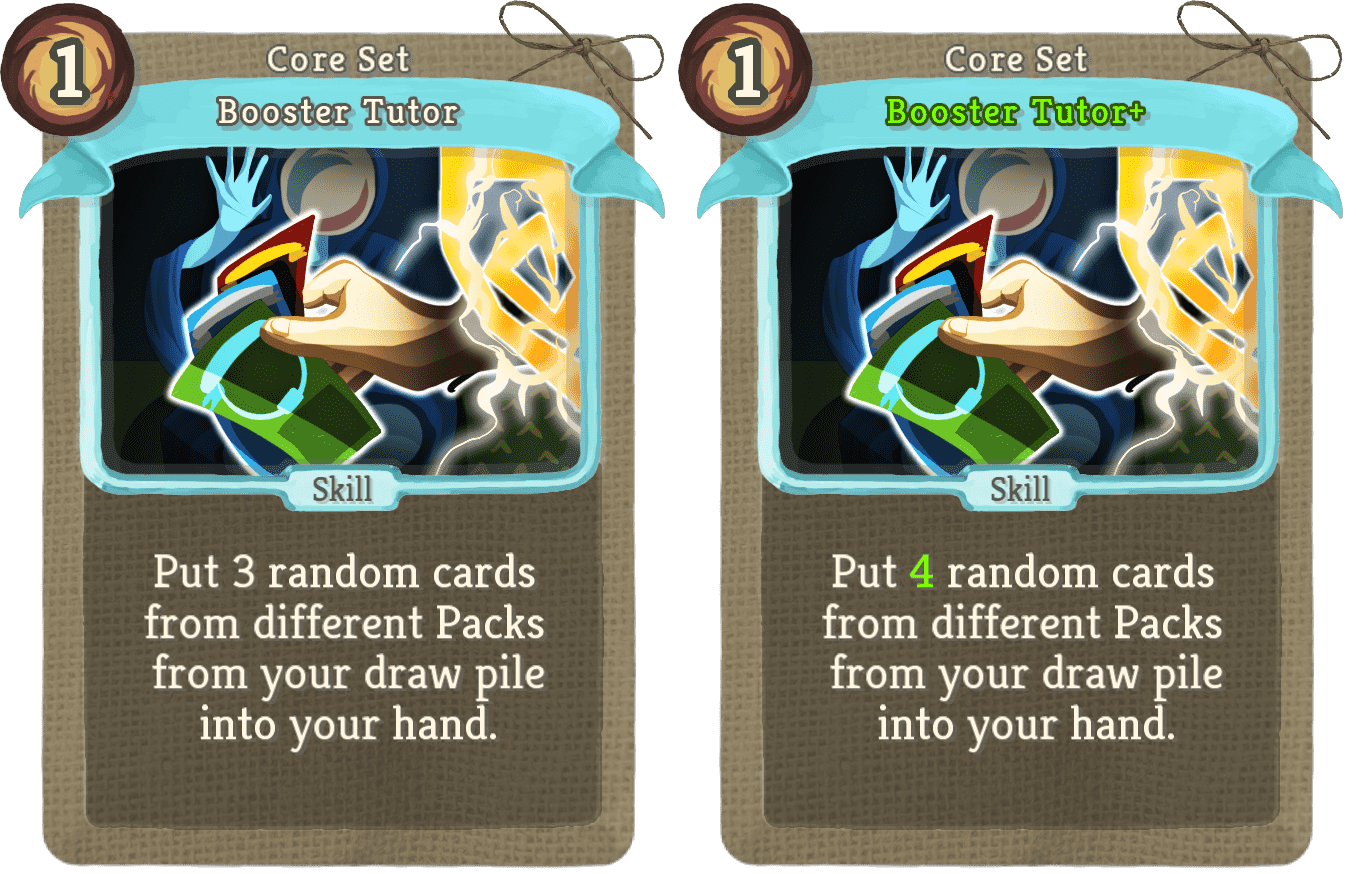 1
Core Set
Booster Tutor
Skill
Put 3 random cards
from different Packs
from your draw pile
into your hand.
1
Core Set
Booster Tutor+
Skill
Put 4 random cards
from different Packs
from your draw pile
into your hand.